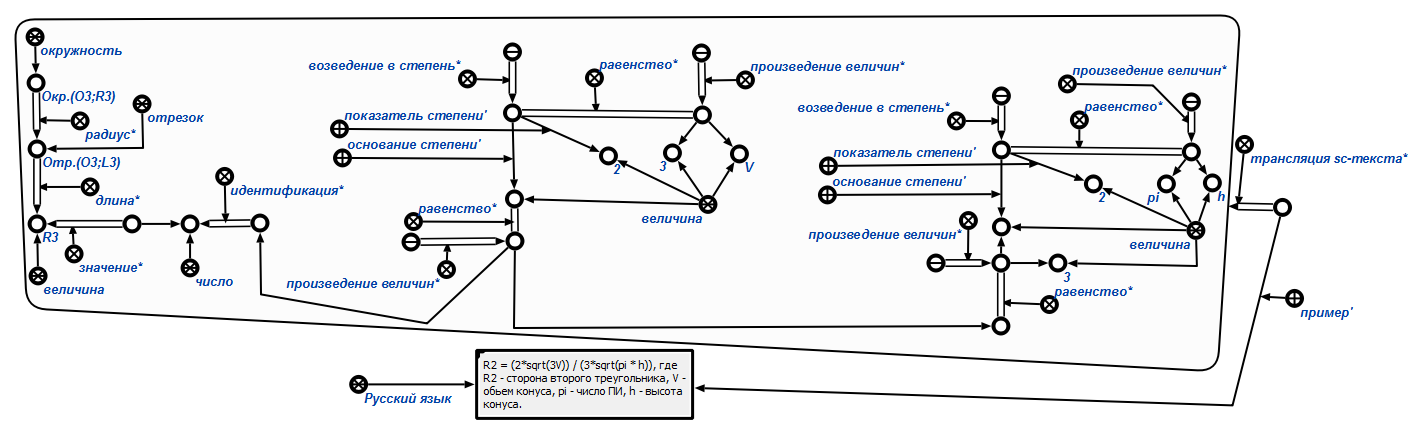 окружность
Окр.(О3;R3)
радиус*
отрезок
Отр.(О3;L3)
длина*
идентификация*
R3
значение*
число
величина
возведение в степень*
равенство*
произведение величин*
показатель степени'
основание степени'
2
3
V
равенство*
величина
произведение величин*
произведение величин*
возведение в степень*
равенство*
показатель степени'
основание степени'
2
pi
h
произведение величин*
величина
3
равенство*
трансляция sc-текста*
пример'
Русский язык
R2 = (2*sqrt(3V)) / (3*sqrt(pi * h)), где
R2 - сторона второго треугольника, V -
обьем конуса, pi - число ПИ, h - высота
конуса.